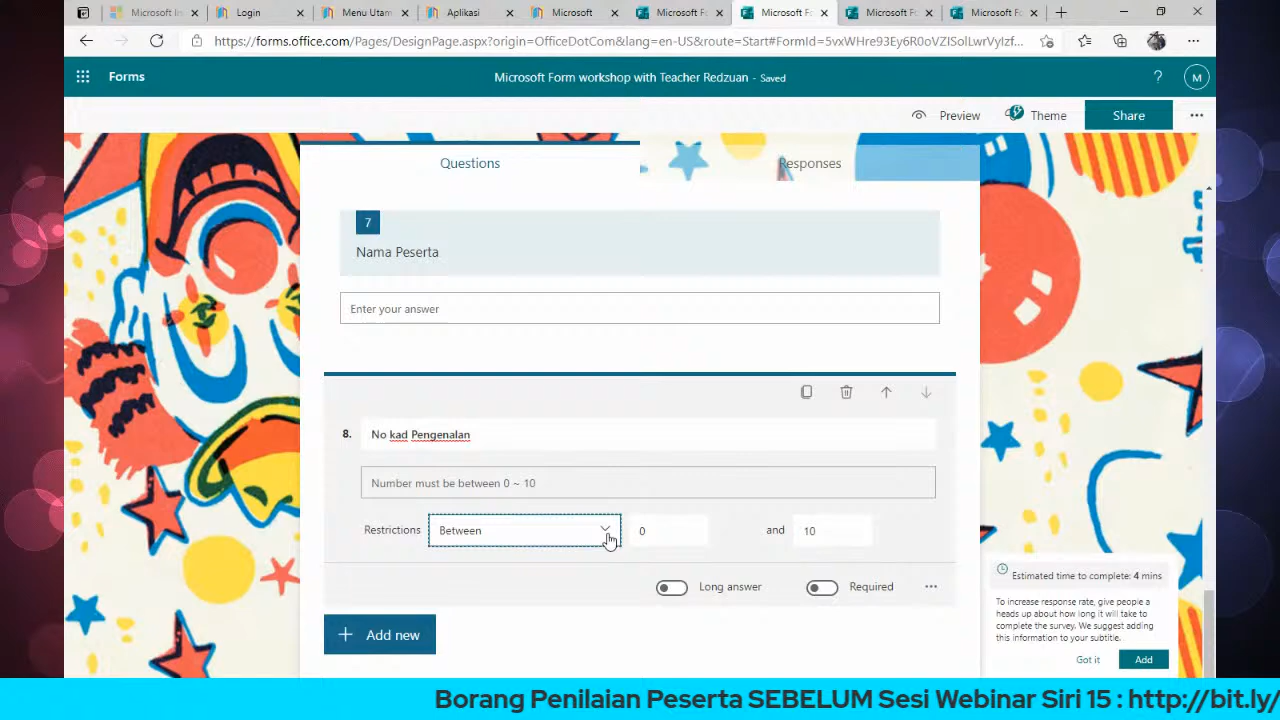 Microsoft In
Login
Menu Utam
Aplikasi
Microsoft
Microsoft Fo
Microsoft Fo
Microsoft Fo
Microsoft Fo
https://forms.office.com/Pages/DesignPage.aspx?origin=OfficeDotCom&lang=en-US&route=Start#FormId=5vxWHre93Ey6R0oVZISolLwrVyIzf...
Forms
Microsoft Form workshop with Teacher Redzuan - Saved
?
M
Preview
Theme
Share
Questions
Responses
7
Nama Peserta
Enter your answer
8.
No kad Pengenalan
Number must be between 0 ~ 10
Restrictions
Between
0
and
10
Long answer
Required
Add new
Estimated time to complete: 4 mins
To increase response rate, give people a
heads up about how long it will take to
complete the survey. We suggest adding
this information to your subtitle.
Got it
Add
Borang Penilaian Peserta SEBELUM Sesi Webinar Siri 15 : http://bit.ly/